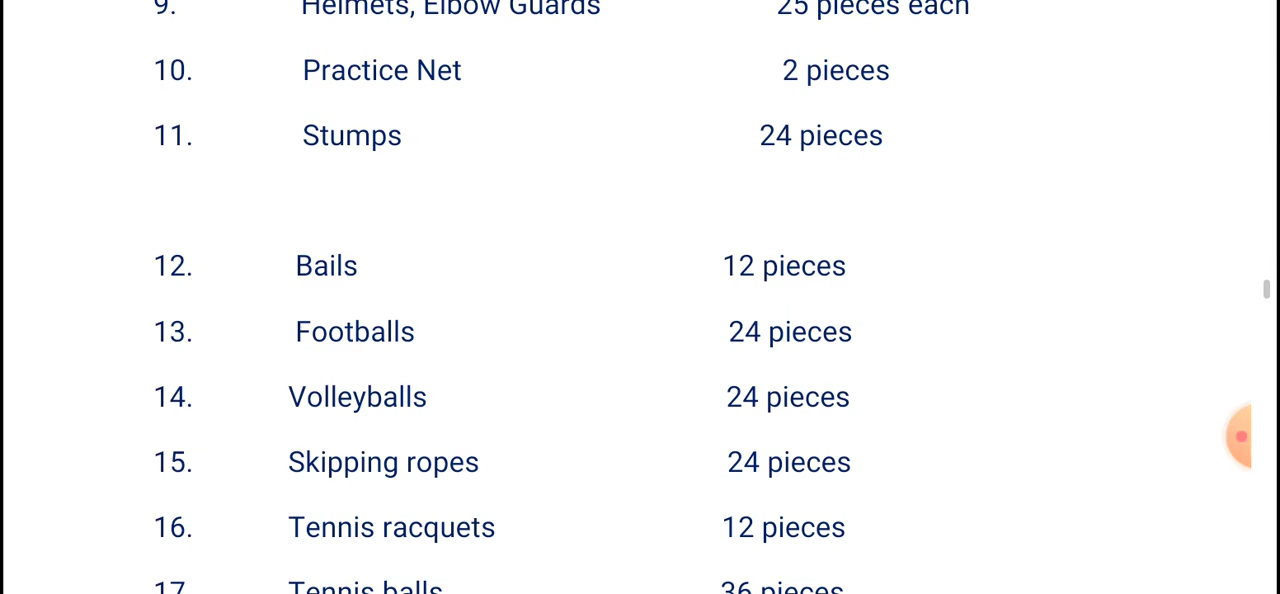 9. Helmets, Elbow Guards 25 pieces each
10. Practice Net 2 pieces
11. Stumps 24 pieces
12. Bails 12 pieces
13. Footballs 24 pieces
14. Volleyballs 24 pieces
15. Skipping ropes 24 pieces
16. Tennis racquets 12 pieces
17. Tennis balls 36 pieces